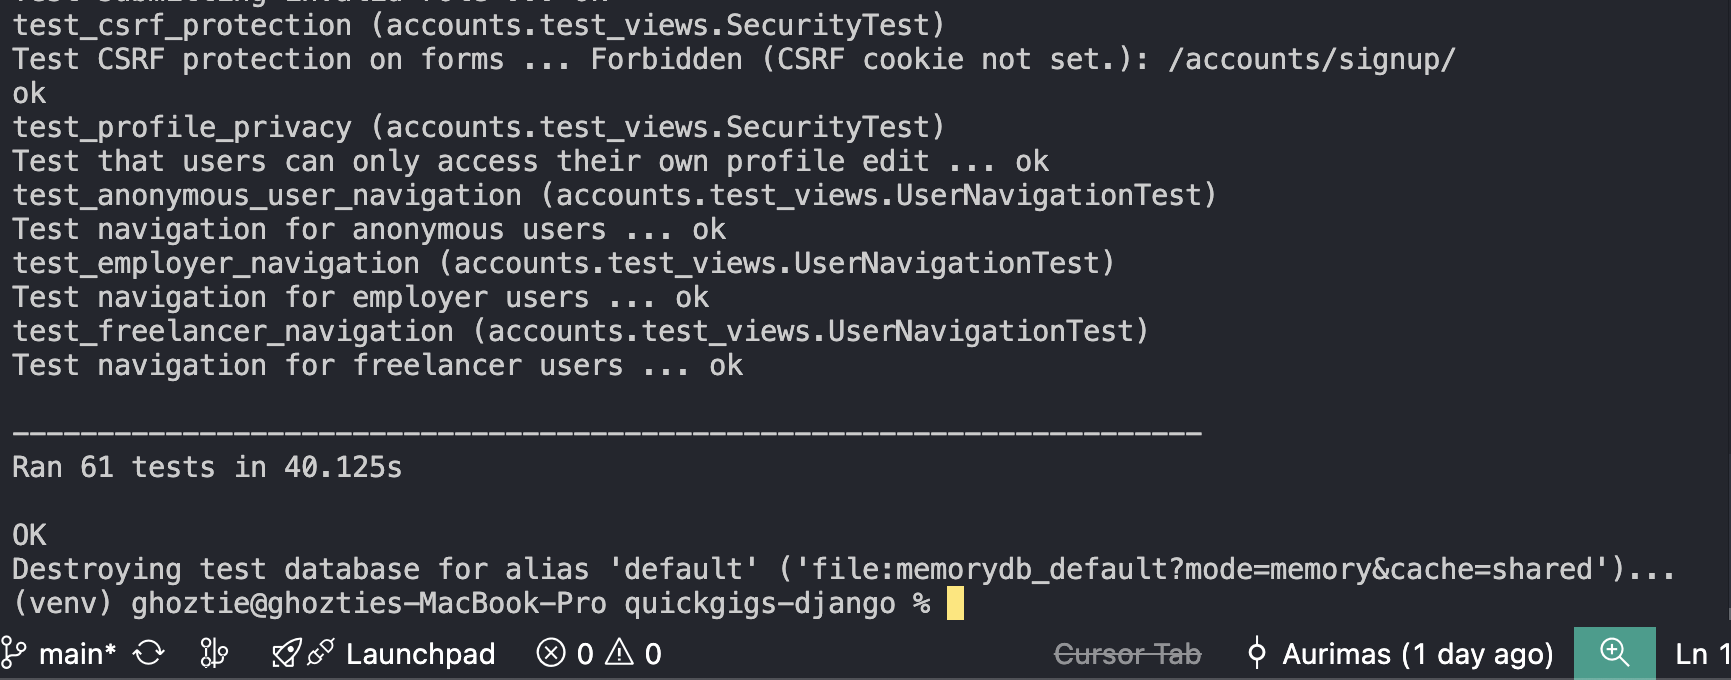 test_csrf_protection (accounts.test_views.SecurityTest)
Test CSRF protection on forms ... Forbidden (CSRF cookie not set.): /accounts/signup/
ok
test_profile_privacy (accounts.test_views.SecurityTest)
Test that users can only access their own profile edit ... ok
test_anonymous_user_navigation (accounts.test_views.UserNavigationTest)
Test navigation for anonymous users ... ok
test_employer_navigation (accounts.test_views.UserNavigationTest)
Test navigation for employer users ... ok
test_freelancer_navigation (accounts.test_views.UserNavigationTest)
Test navigation for freelancer users ... ok
----------------------------------------------------------------------
Ran 61 tests in 40.125s
OK
Destroying test database for alias 'default' ('file:memorydb_default?mode=memory&cache=shared')...
(venv) ghoztie@ghozties-MacBook-Pro quickgigs-django %
main* Launchpad 0 0 Cursor Tab Aurimas (1 day ago) Ln 1